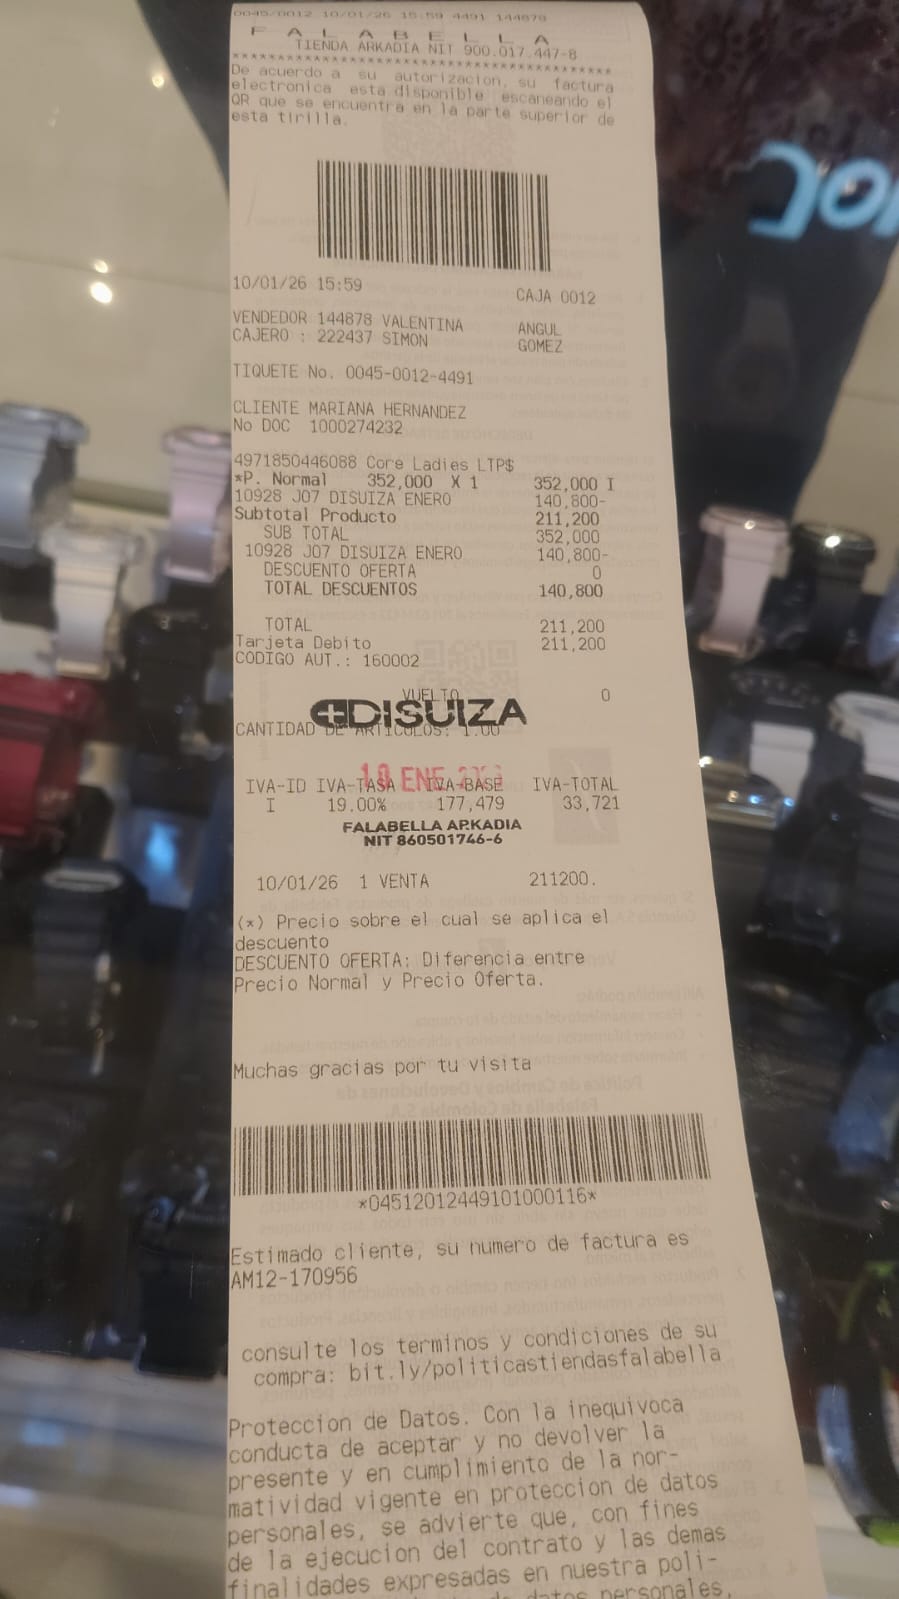 0045/0012 10/01/26 15:59 4491 144878
F A L A B E L L A
TIENDA ARKADIA NIT 900.017.447-8
****************************************
De acuerdo a su autorizacion, su factura
electronica esta disponible escaneando el
QR que se encuentra en la parte superior de
esta tirilla.
10/01/26 15:59 CAJA 0012
VENDEDOR 144878 VALENTINA ANGUL
CAJERO : 222437 SIMON GOMEZ
TIQUETE No. 0045-0012-4491
CLIENTE MARIANA HERNANDEZ
No DOC 1000274232
4971850446088 Core Ladies LTP$
*P. Normal 352,000 X 1 352,000 I
10928 J07 DISUIZA ENERO 140,800-
Subtotal Producto 211,200
SUB TOTAL 352,000
10928 J07 DISUIZA ENERO 140,800-
DESCUENTO OFERTA 0
TOTAL DESCUENTOS 140,800
TOTAL 211,200
Tarjeta Debito 211,200
CODIGO AUT.: 160002
VUELTO 0
DISUIZA
CANTIDAD DE ARTICULOS: 1.00
10 ENE
IVA-ID IVA-TASA IVA-BASE IVA-TOTAL
I 19.00% 177,479 33,721
FALABELLA ARKADIA
NIT 860501746-6
10/01/26 1 VENTA 211200.
(*) Precio sobre el cual se aplica el
descuento
DESCUENTO OFERTA: Diferencia entre
Precio Normal y Precio Oferta.
Muchas gracias por tu visita
*04512012449101000116*
Estimado cliente, su numero de factura es
AM12-170956
consulte los terminos y condiciones de su
compra: bit.ly/politicastiendasfalabella
Proteccion de Datos. Con la inequivoca
conducta de aceptar y no devolver la
presente y en cumplimiento de la nor-
matividad vigente en proteccion de datos
personales, se advierte que, con fines
de la ejecucion del contrato y las demas
finalidades expresadas en nuestra poli-
datos personales,